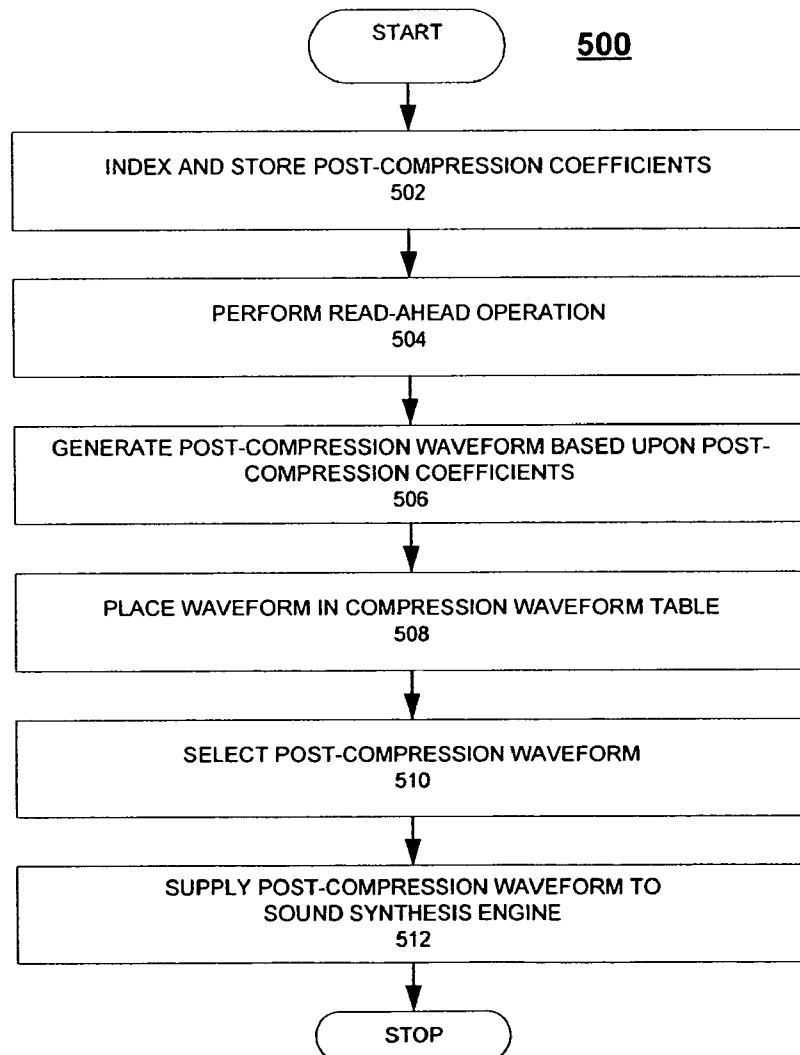 START
500
INDEX AND STORE POST-COMPRESSION COEFFICIENTS
502
PERFORM READ-AHEAD OPERATION
504
GENERATE POST-COMPRESSION WAVEFORM BASED UPON POST-
COMPRESSION COEFFICIENTS
506
PLACE WAVEFORM IN COMPRESSION WAVEFORM TABLE
508
SELECT POST-COMPRESSION WAVEFORM
510
SUPPLY POST-COMPRESSION WAVEFORM TO
SOUND SYNTHESIS ENGINE
512
STOP